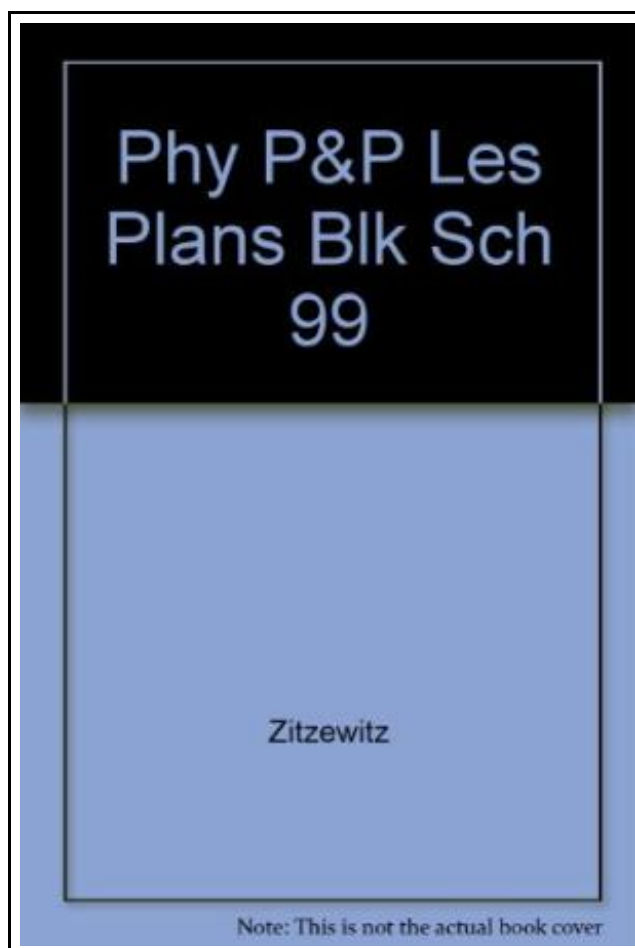 Phy P&P Les
Plans Blk Sch
99
Zitzewitz
Note: This is not the actual book cover